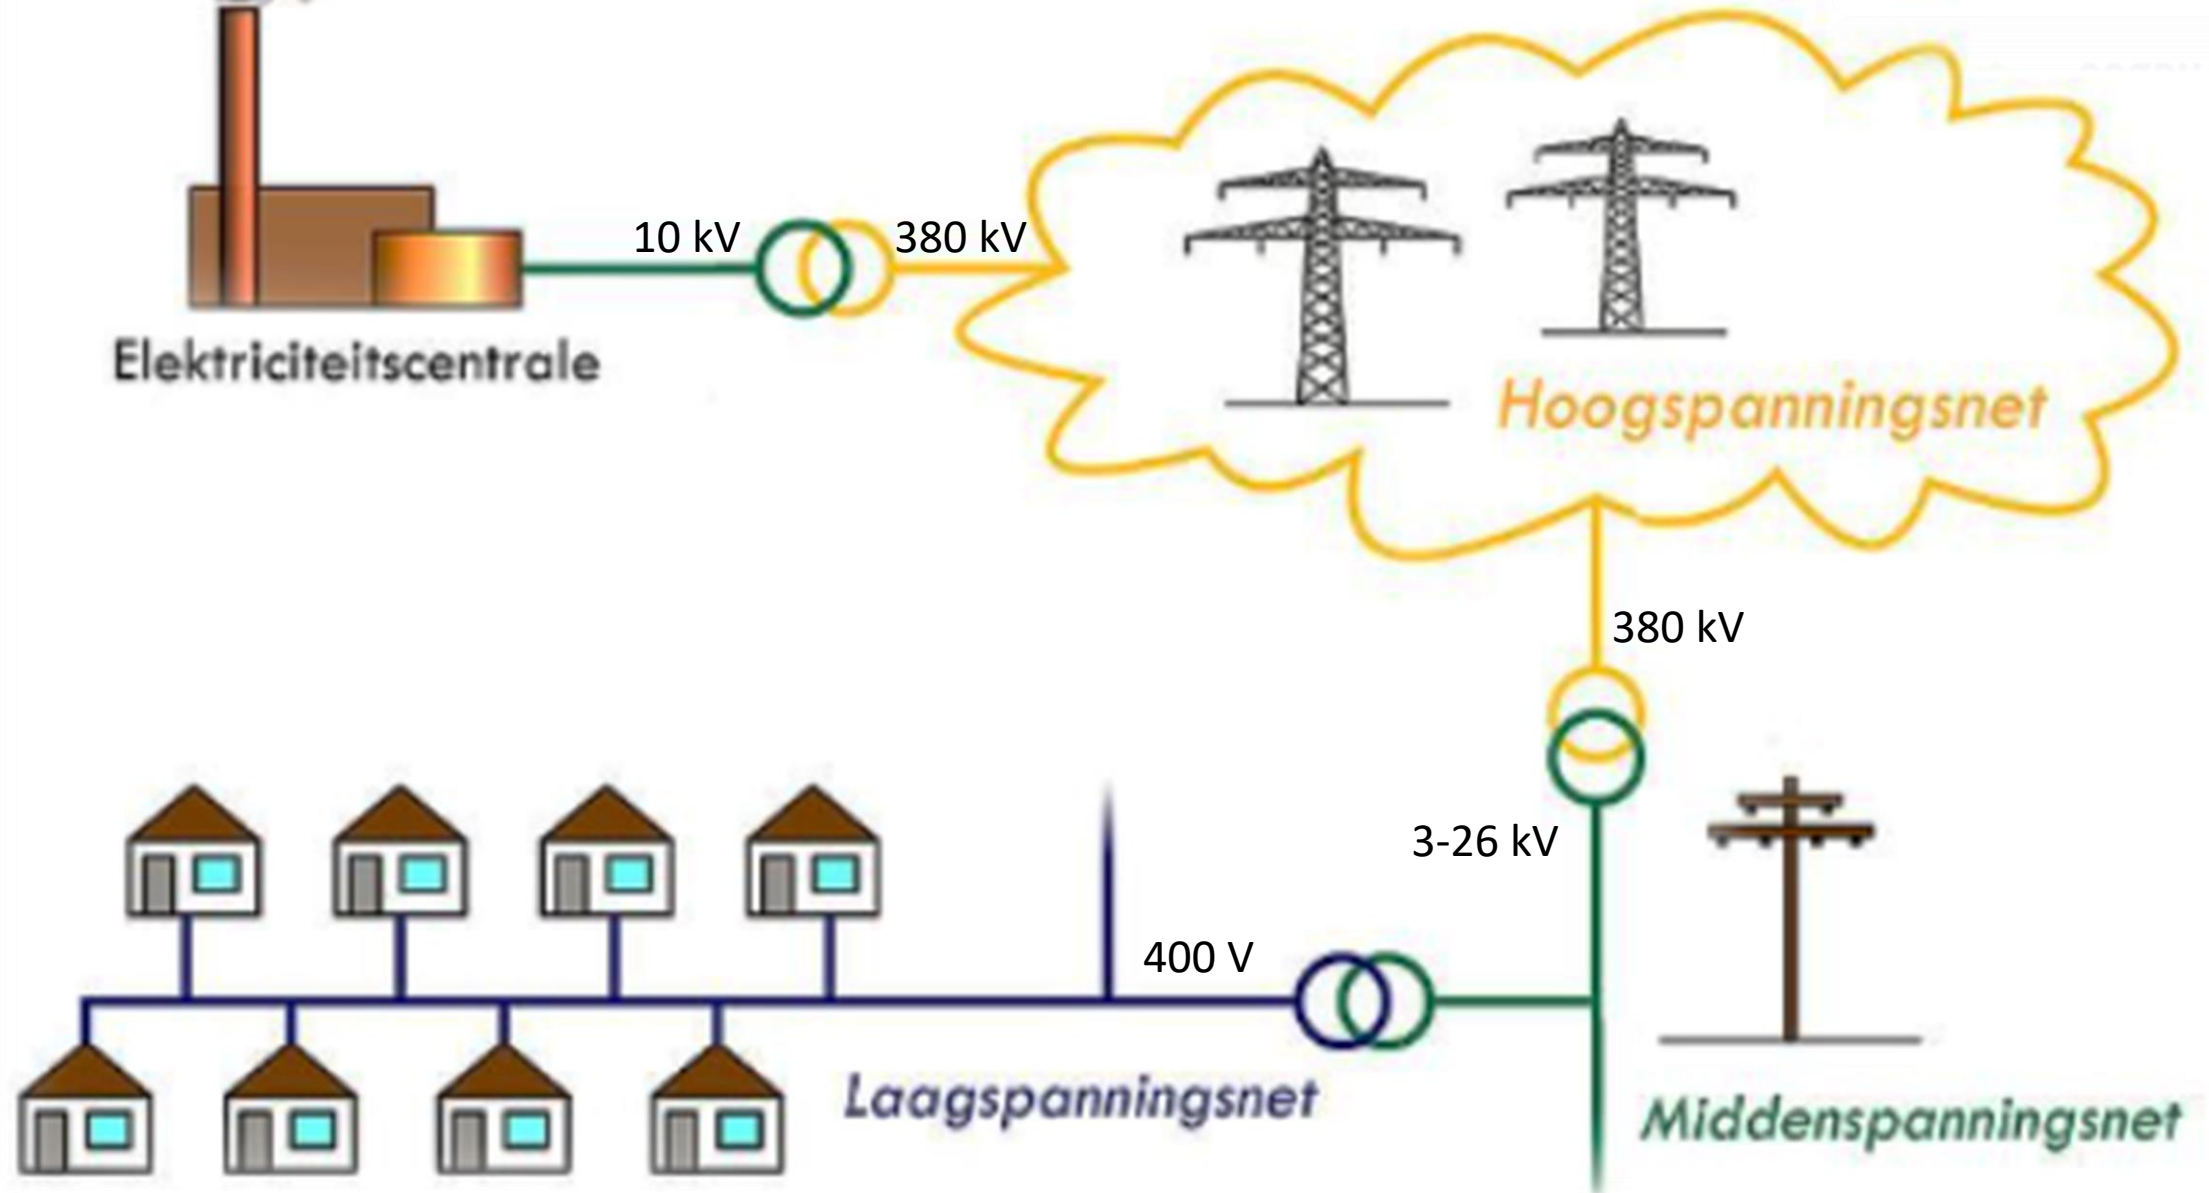 10 kV
380 kV
Elektriciteitscentrale
Hoogspanningsnet
380 kV
3-26 kV
400 V
Laagspanningsnet
Middenspanningsnet